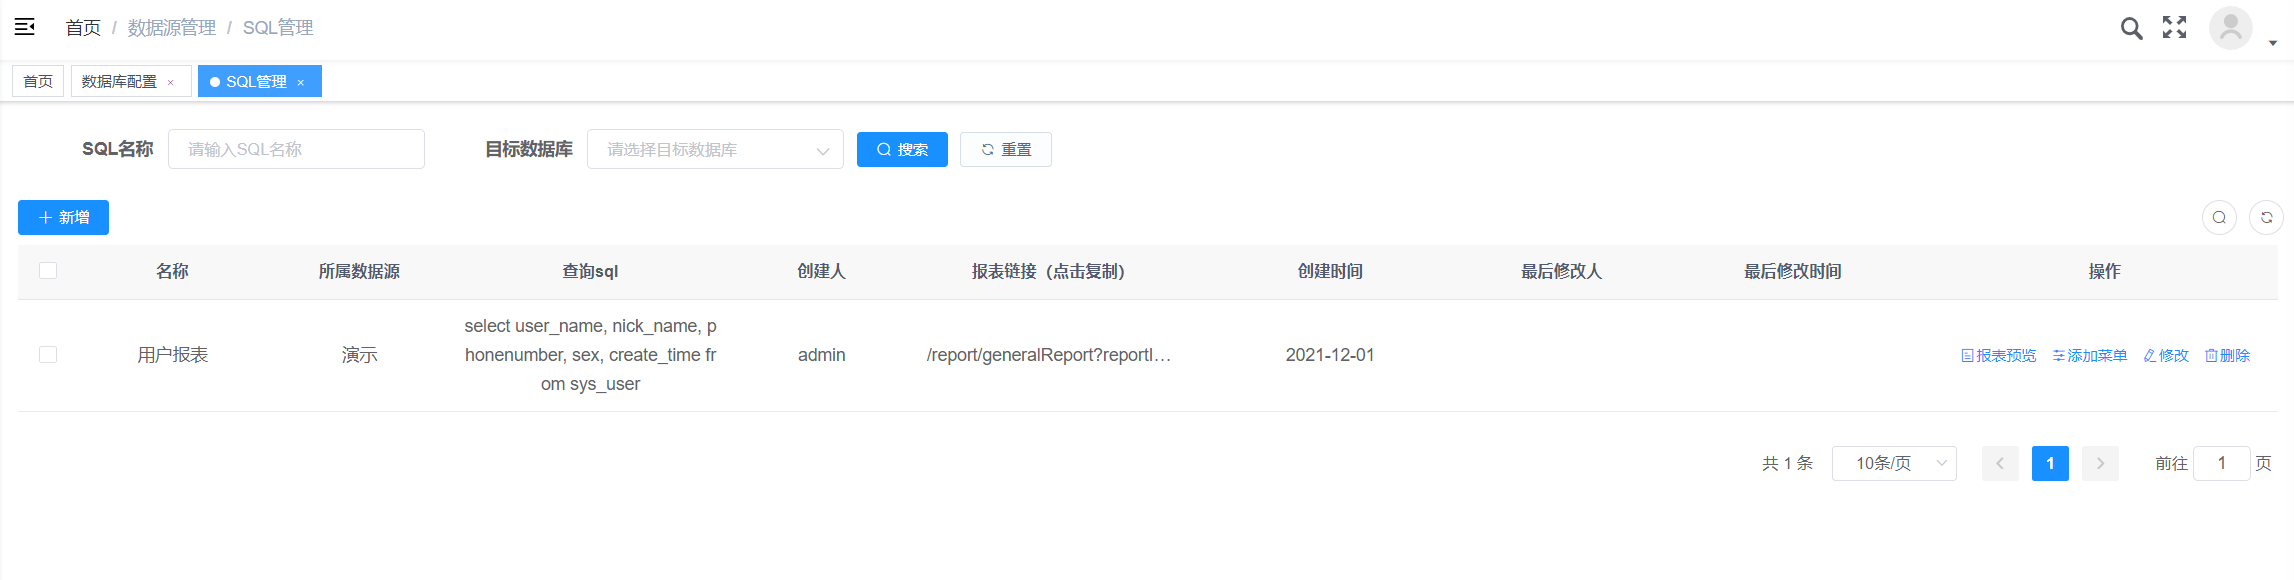 首页 / 数据源管理 / SQL管理
首页 数据库配置 × SQL管理 ×
SQL名称 请输入SQL名称 目标数据库 请选择目标数据库 搜索 重置
新增
名称 所属数据源 查询sql 创建人 报表链接（点击复制） 创建时间 最后修改人 最后修改时间 操作
用户报表 演示
select user_name, nick_name, p
honenumber, sex, create_time fr
om sys_user
admin /report/generalReport?reportI... 2021-12-01 报表预览 添加菜单 修改 删除
共 1 条 10条/页 1 前往 1 页